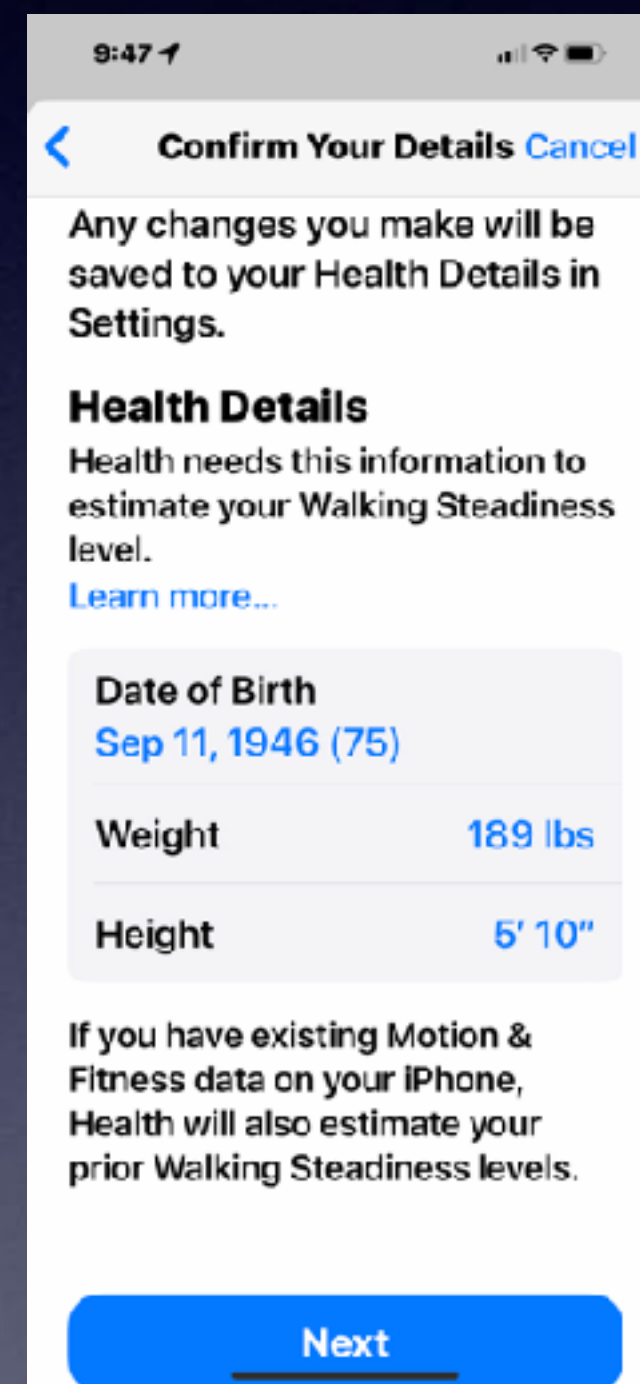 9:47
Confirm Your Details Cancel
Any changes you make will be
saved to your Health Details in
Settings.
Health Details
Health needs this information to
estimate your Walking Steadiness
level.
Learn more...
Date of Birth
Sep 11, 1946 (75)
Weight 189 lbs
Height 5' 10"
If you have existing Motion &
Fitness data on your iPhone,
Health will also estimate your
prior Walking Steadiness levels.
Next